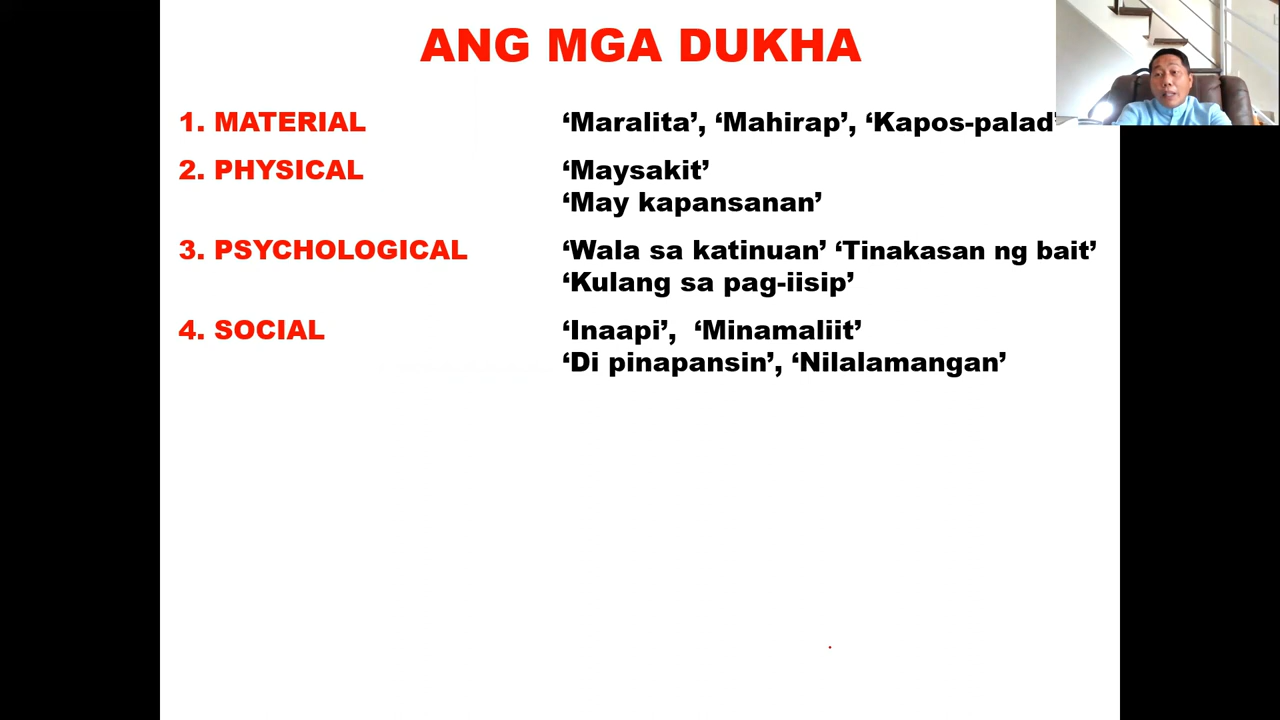 ANG MGA DUKHA
1. MATERIAL ‘Maralita’, ‘Mahirap’, ‘Kapos-palad’
2. PHYSICAL ‘Maysakit’
‘May kapansanan’
3. PSYCHOLOGICAL ‘Wala sa katinuan’ ‘Tinakasan ng bait’
‘Kulang sa pag-iisip’
4. SOCIAL ‘Inaapi’, ‘Minamaliit’
‘Di pinapansin’, ‘Nilalamangan’